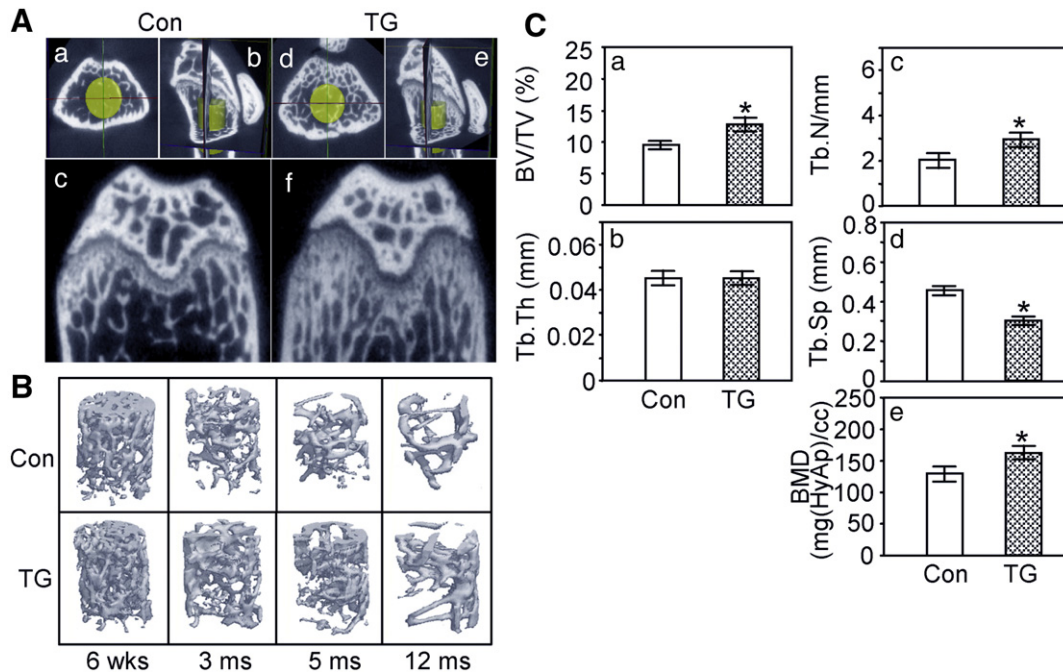 A
Con
TG
a
b
d
e
c
f
B
Con
TG
6 wks
3 ms
5 ms
12 ms
C
a
BV/TV (%)
25
20
15
10
5
0
*
c
Tb.N/mm
6
4
2
0
*
b
Tb.Th (mm)
0.06
0.04
0.02
0
Con
TG
d
Tb.Sp (mm)
0.8
0.6
0.4
0.2
0
*
e
BMD
(mg(HyAp)/cc)
250
200
150
100
50
0
*
Con
TG